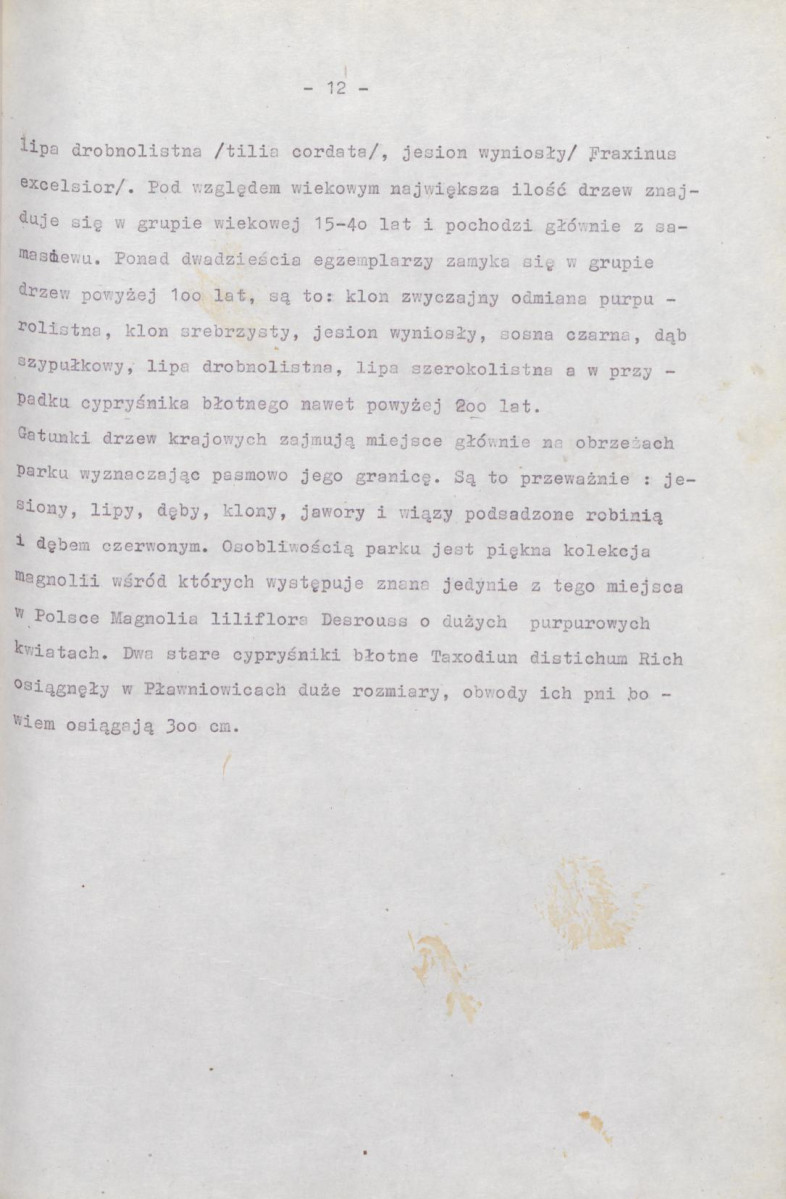 - 12 -
lipa drobnolistna /tilia cordata/, jesion wyniosły/ Fraxinus
excelsior/. Pod względem wiekowym największa ilość drzew znaj-
duje się w grupie wiekowej 15-4o lat i pochodzi głównie z sa-
masiewu. Ponad dwadzieścia egzemplarzy zamyka się w grupie
drzew powyżej 1oo lat, są to: klon zwyczajny odmiana purpu -
rolistna, klon srebrzysty, jesion wyniosły, sosna czarna, dąb
szypułkowy, lipa drobnolistna, lipa szerokolistna a w przy -
padku cypryśnika błotnego nawet powyżej 2oo lat.
Gatunki drzew krajowych zajmują miejsce głównie na obrzeżach
parku wyznaczając pasmowo jego granicę. Są to przeważnie : je-
siony, lipy, dęby, klony, jawory i wiązy podsadzone robinią
i dębem czerwonym. Osobliwością parku jest piękna kolekcja
magnolii wśród których występuje znana jedynie z tego miejsca
w Polsce Magnolia liliflora Desrouss o dużych purpurowych
kwiatach. Dwa stare cypryśniki błotne Taxodiun distichum Rich
osiągnęły w Pławniowicach duże rozmiary, obwody ich pni bo -
wiem osiągają 3oo cm.